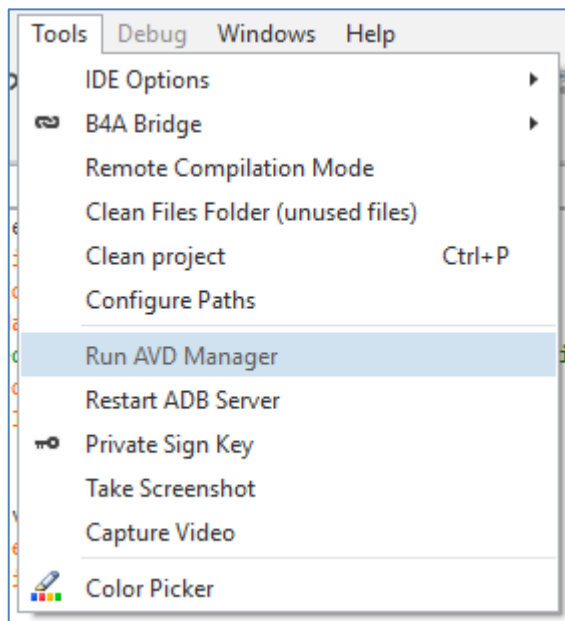 Tools Debug Windows Help
IDE Options
B4A Bridge
Remote Compilation Mode
Clean Files Folder (unused files)
Clean project Ctrl+P
Configure Paths
Run AVD Manager
Restart ADB Server
Private Sign Key
Take Screenshot
Capture Video
Color Picker